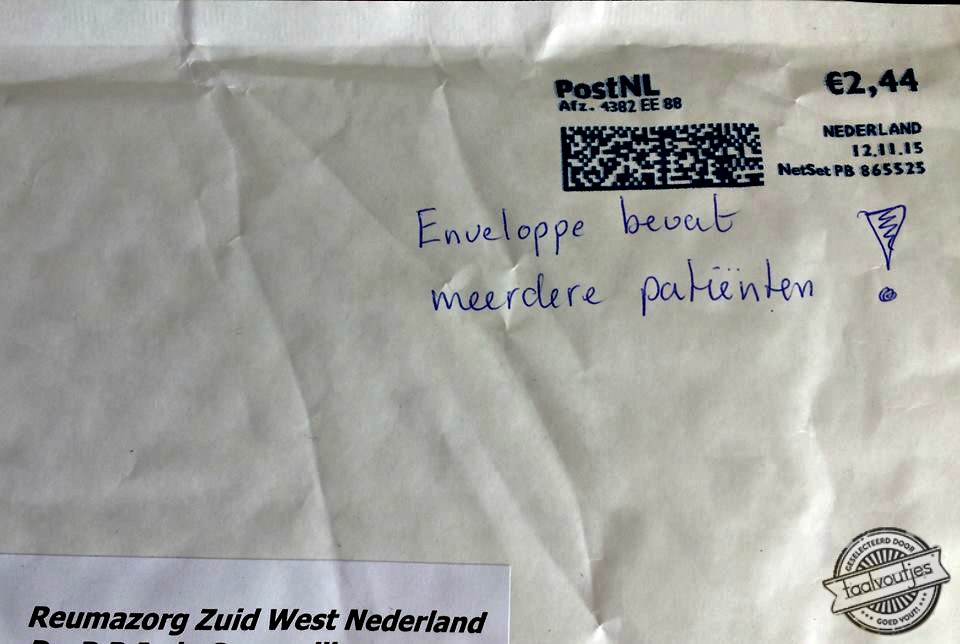 PostNL
€2,44
Afz. 4382 EE 88
NEDERLAND
12.11.15
NetSet PB 865525
Enveloppe bevat
meerdere patiënten !
Reumazorg Zuid West Nederland
GESELECTEERD DOOR
taalvoutjes
GOED VOUT!